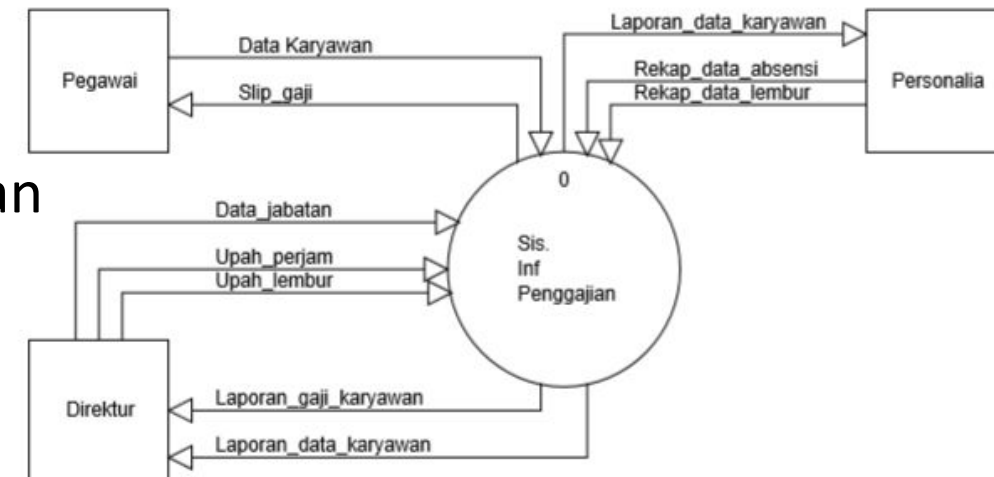 Laporan_data_karyawan
Data Karyawan
Rekap_data_absensi
Pegawai
Personalia
Slip_gaji
Rekap_data_lembur
0
an
Data_jabatan
Sis.
Inf
Penggajian
Upah_perjam
Upah_lembur
Direktur
Laporan_gaji_karyawan
Laporan_data_karyawan